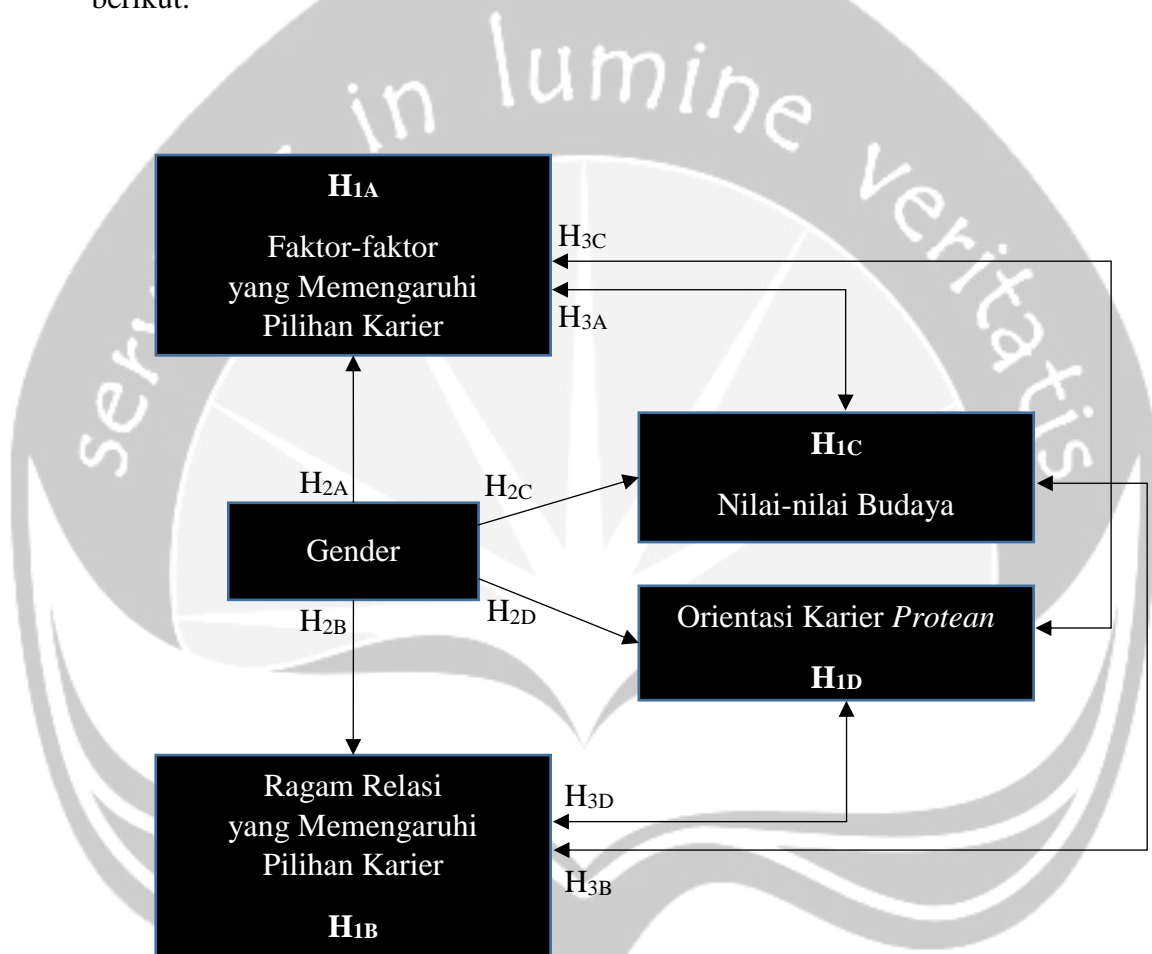 berikut:
in lumine veritatis
H1A
Faktor-faktor
yang Memengaruhi
Pilihan Karier
H3C
H3A
H1C
Nilai-nilai Budaya
H2A
H2C
Gender
H2B
H2D
Orientasi Karier Protean
H1D
Ragam Relasi
yang Memengaruhi
Pilihan Karier
H1B
H3D
H3B